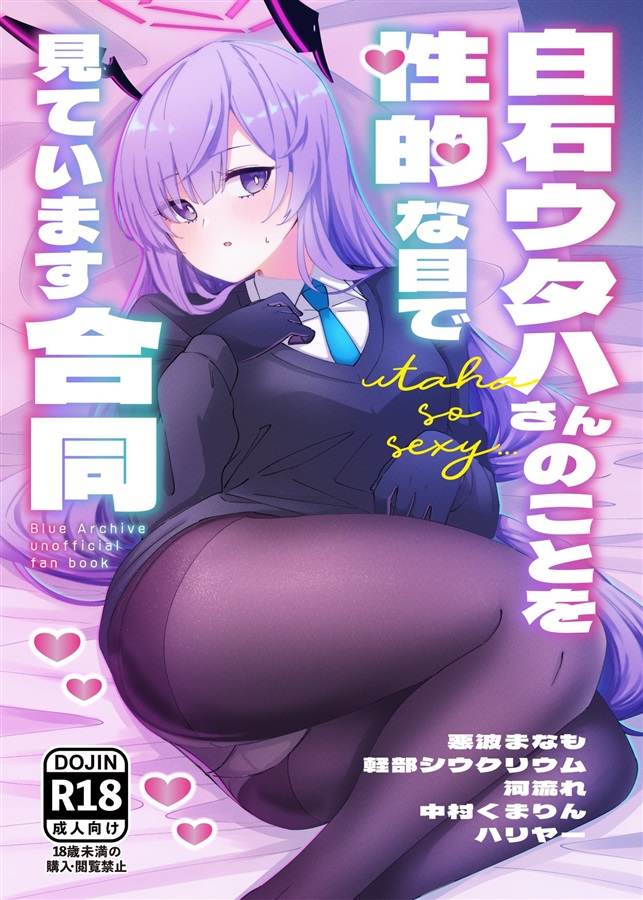 白石ウタハさんのことを
性的な目で
見ています合同
utaha
so
sexy...
Blue Archive
unofficial
fan book
悪波まなも
軽部シウクリウム
河流れ
中村くまりん
ハリヤー
DOJIN
R18
成人向け
18歳未満の
購入・閲覧禁止